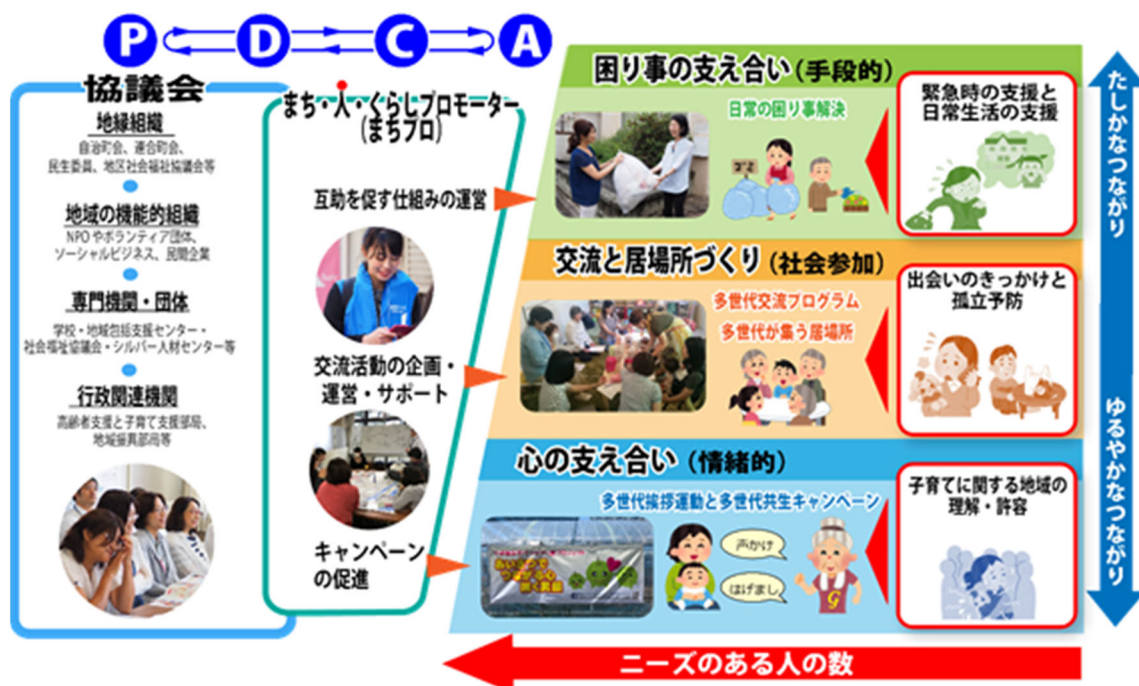 P D C A
協議会
地縁組織
自治町会、連合町会、
民生委員、地区社会福祉協議会等
地域の機能的組織
NPOやボランティア団体、
ソーシャルビジネス、民間企業
専門機関・団体
学校・地域包括支援センター・
社会福祉協議会・シルバー人材センター等
行政関連機関
高齢者支援と子育て支援部局、
地域振興部局等
まち・人・くらしプロモーター
(まちプロ)
互助を促す仕組みの運営
交流活動の企画・
運営・サポート
キャンペーン
の促進
困り事の支え合い(手段的)
日常の困り事解決
緊急時の支援と
日常生活の支援
交流と居場所づくり(社会参加)
多世代交流プログラム
多世代が集う居場所
出会いのきっかけと
孤立予防
心の支え合い(情緒的)
多世代挨拶運動と多世代共生キャンペーン
あいさつで
つながる心
咲く笑顔
声かけ
はげまし
G
子育てに関する地域の
理解・許容
たしかなつながり
ゆるやかなつながり
ニーズのある人の数